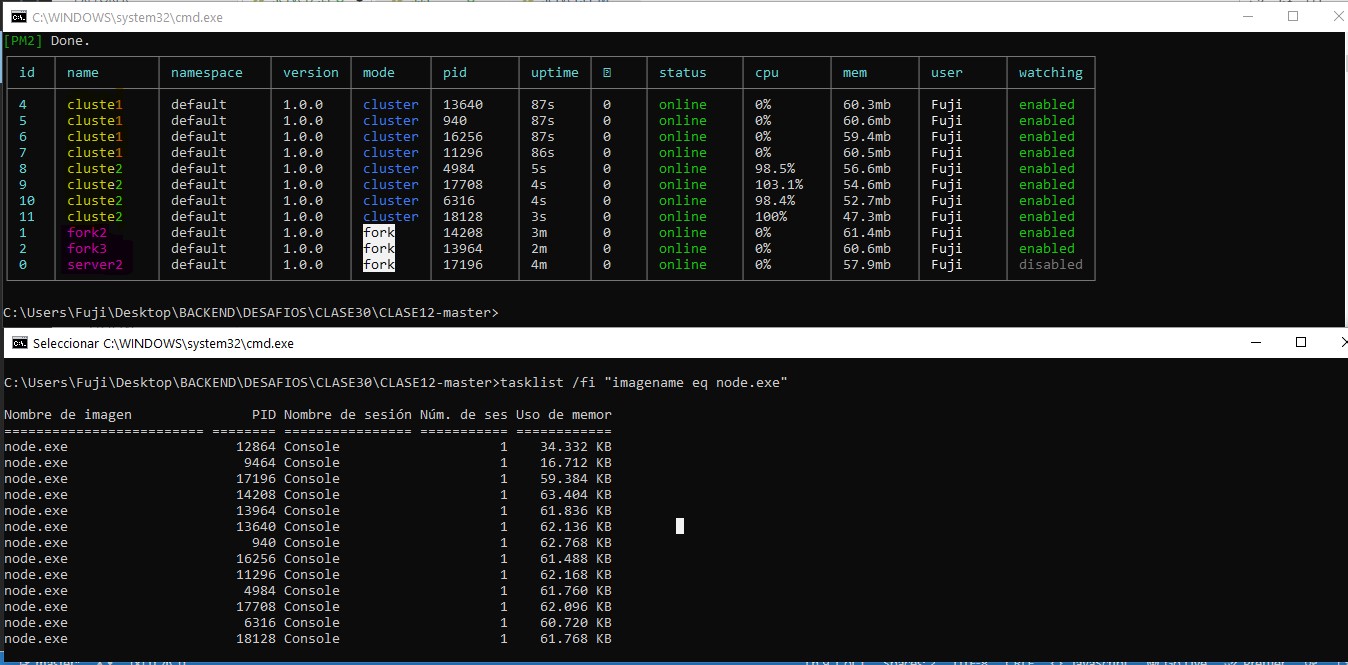 C:\WINDOWS\system32\cmd.exe
[PM2] Done.
id name namespace version mode pid uptime status cpu mem user watching
4 cluste1 default 1.0.0 cluster 13640 87s 0 online 0% 60.3mb Fuji enabled
5 cluste1 default 1.0.0 cluster 940 87s 0 online 0% 60.6mb Fuji enabled
6 cluste1 default 1.0.0 cluster 16256 87s 0 online 0% 59.4mb Fuji enabled
7 cluste1 default 1.0.0 cluster 11296 86s 0 online 0% 60.5mb Fuji enabled
8 cluste2 default 1.0.0 cluster 4984 5s 0 online 98.5% 56.6mb Fuji enabled
9 cluste2 default 1.0.0 cluster 17708 4s 0 online 103.1% 54.6mb Fuji enabled
10 cluste2 default 1.0.0 cluster 6316 4s 0 online 98.4% 52.7mb Fuji enabled
11 cluste2 default 1.0.0 cluster 18128 3s 0 online 100% 47.3mb Fuji enabled
1 fork2 default 1.0.0 fork 14208 3m 0 online 0% 61.4mb Fuji enabled
2 fork3 default 1.0.0 fork 13964 2m 0 online 0% 60.6mb Fuji enabled
0 server2 default 1.0.0 fork 17196 4m 0 online 0% 57.9mb Fuji disabled
C:\Users\Fuji\Desktop\BACKEND\DESAFIOS\CLASE30\CLASE12-master>
Seleccionar C:\WINDOWS\system32\cmd.exe
C:\Users\Fuji\Desktop\BACKEND\DESAFIOS\CLASE30\CLASE12-master>tasklist /fi "imagename eq node.exe"
Nombre de imagen PID Nombre de sesión Núm. de ses Uso de memor
========================= ======== ================ =========== ============
node.exe 12864 Console 1 34.332 KB
node.exe 9464 Console 1 16.712 KB
node.exe 17196 Console 1 59.384 KB
node.exe 14208 Console 1 63.404 KB
node.exe 13964 Console 1 61.836 KB
node.exe 13640 Console 1 62.136 KB
node.exe 940 Console 1 62.768 KB
node.exe 16256 Console 1 61.488 KB
node.exe 11296 Console 1 62.168 KB
node.exe 4984 Console 1 61.760 KB
node.exe 17708 Console 1 62.096 KB
node.exe 6316 Console 1 60.720 KB
node.exe 18128 Console 1 61.768 KB